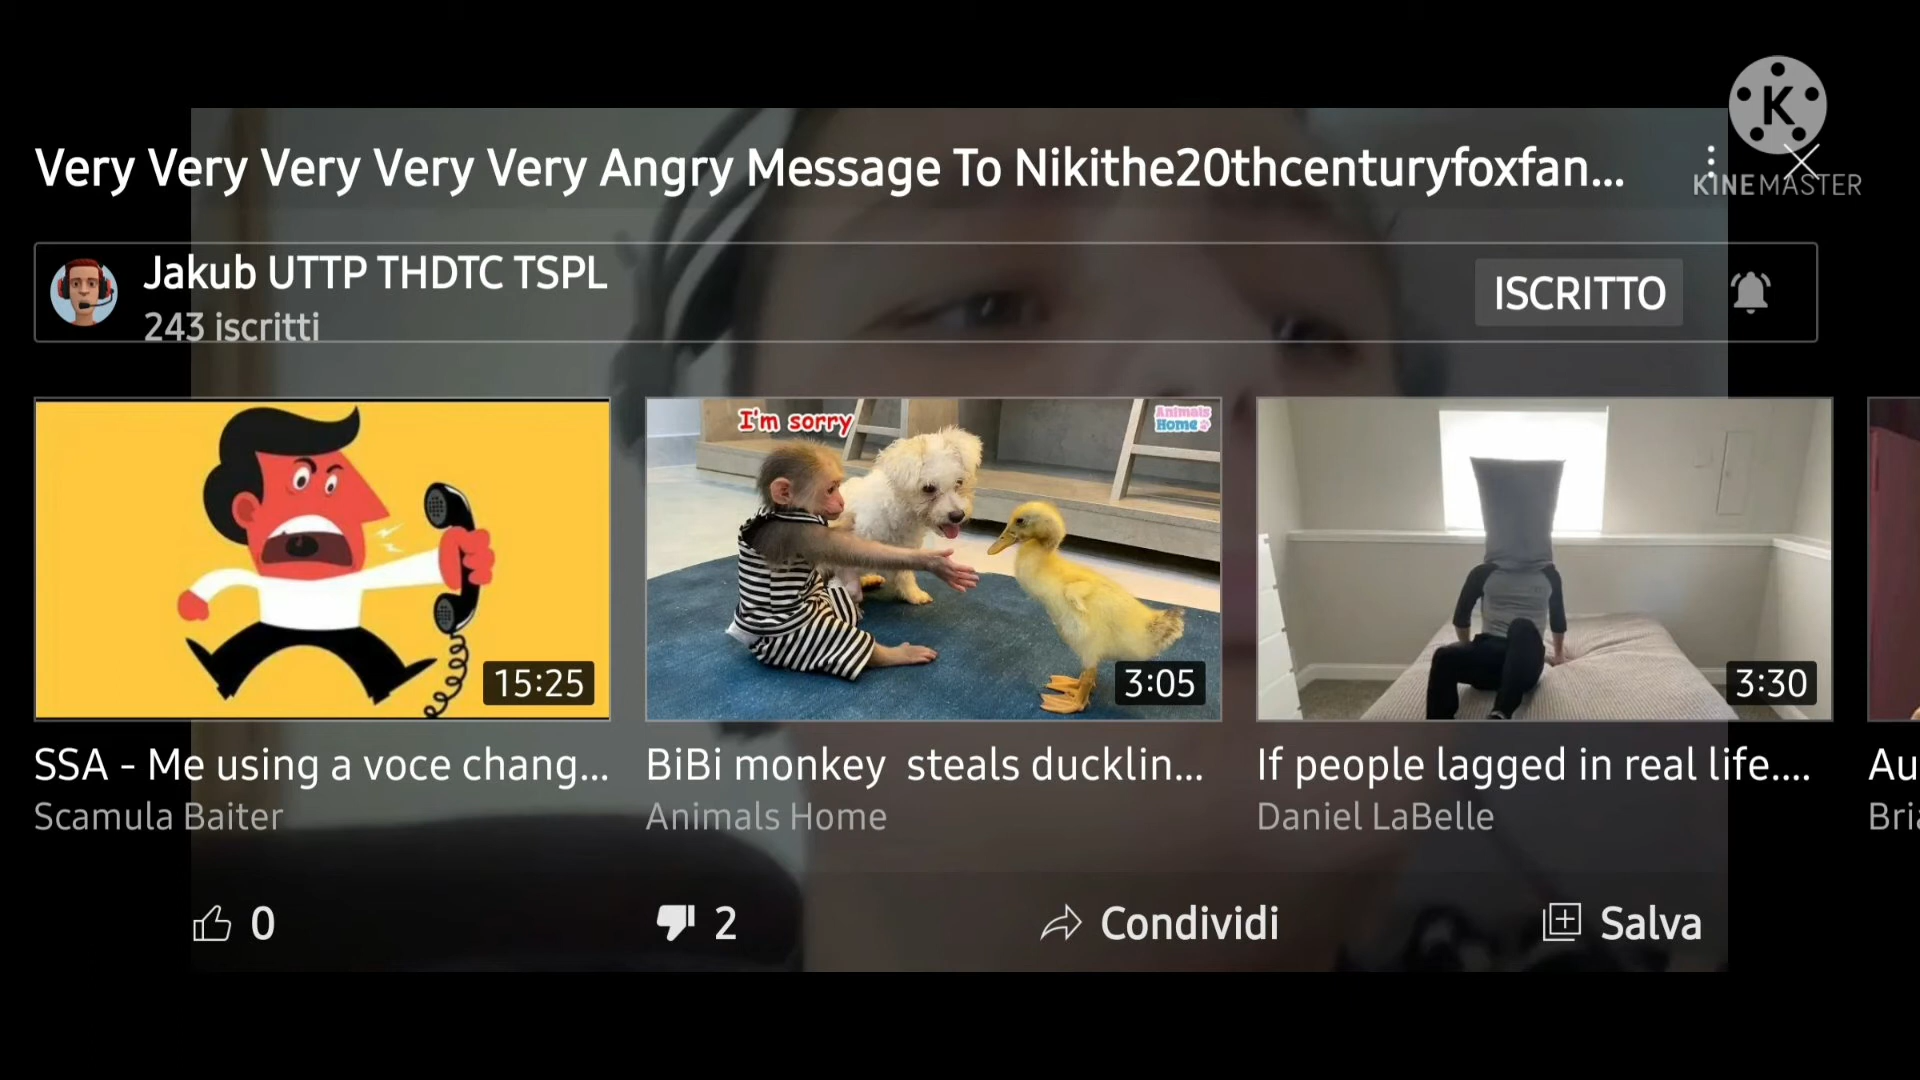 KINEMASTER
Very Very Very Very Very Angry Message To Nikithe20thcenturyfoxfan...
Jakub UTTP THDTC TSPL
243 iscritti
ISCRITTO
I'm sorry
Animals
Home
15:25
3:05
3:30
SSA - Me using a voce chang...
Scamula Baiter
BiBi monkey steals ducklin...
Animals Home
If people lagged in real life....
Daniel LaBelle
Au
Bria
0
2
Condividi
Salva